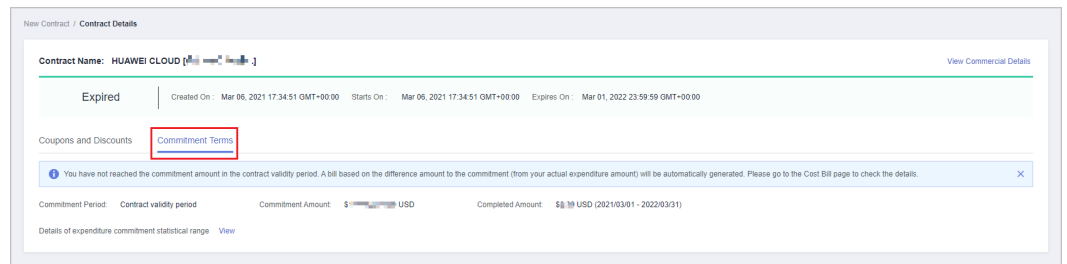 New Contract / Contract Details
Contract Name: HUAWEI CLOUD [ .]
View Commercial Details
Expired Created On : Mar 06, 2021 17:34:51 GMT+00:00 Starts On : Mar 06, 2021 17:34:51 GMT+00:00 Expires On : Mar 01, 2022 23:59:59 GMT+00:00
Coupons and Discounts Commitment Terms
You have not reached the commitment amount in the contract validity period. A bill based on the difference amount to the commitment (from your actual expenditure amount) will be automatically generated. Please go to the Cost Bill page to check the details.
Commitment Period: Contract validity period Commitment Amount: $ USD Completed Amount: $ USD (2021/03/01 - 2022/03/31)
Details of expenditure commitment statistical range View